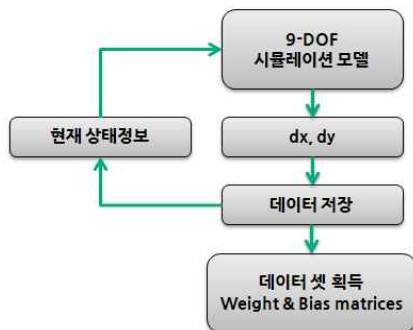 9-DOF
시뮬레이션 모델
현재 상태정보
dx, dy
데이터 저장
데이터 셋 획득
Weight & Bias matrices